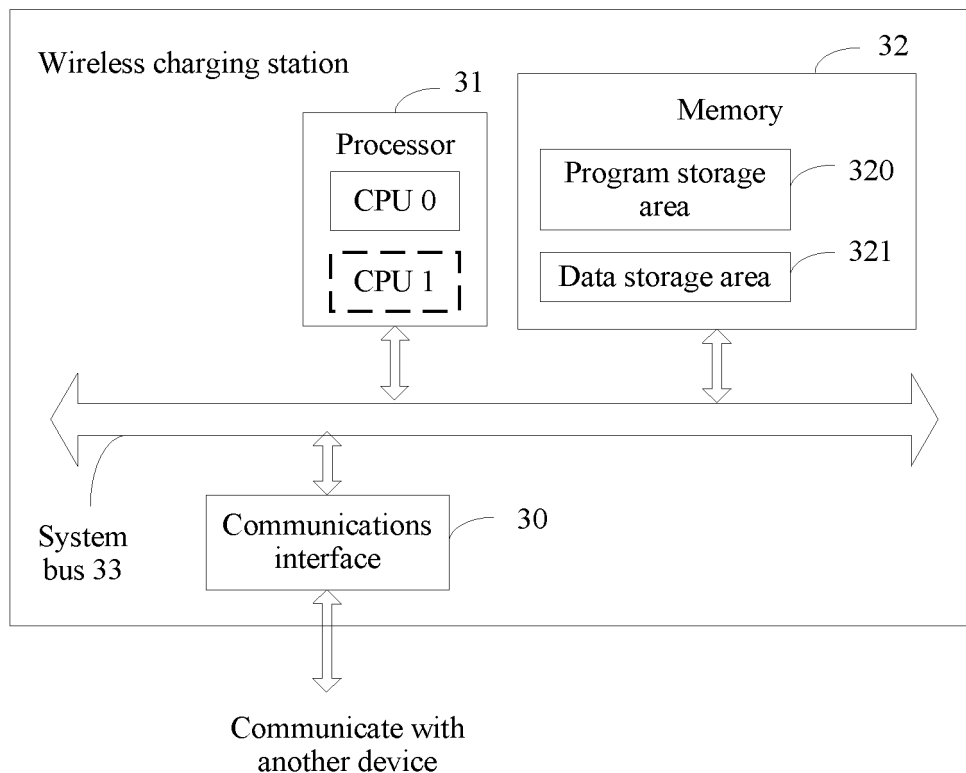 Wireless charging station
31
32
Processor
CPU 0
CPU 1
Memory
Program storage
area
320
Data storage area
321
System
bus 33
Communications
interface
30
Communicate with
another device